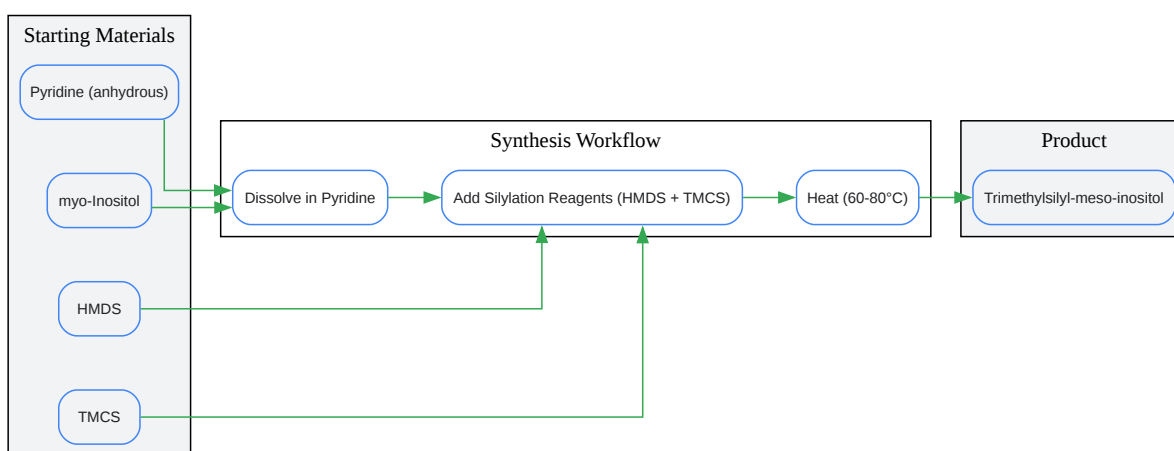 Starting Materials
Pyridine (anhydrous)
myo-Inositol
HMDS
TMCS
Synthesis Workflow
Dissolve in Pyridine
Add Silylation Reagents (HMDS + TMCS)
Heat (60-80°C)
Product
Trimethylsilyl-meso-inositol